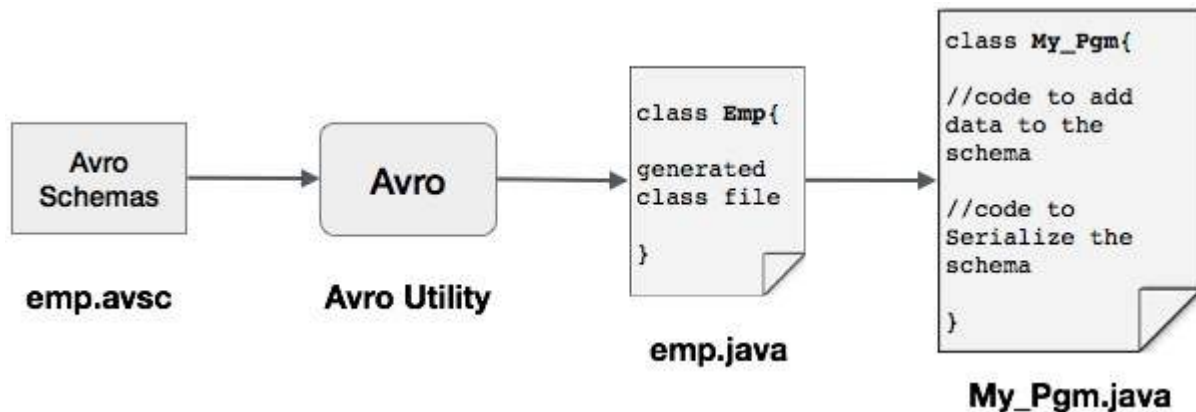 Avro
Schemas
emp.avsc
Avro
Avro Utility
class Emp{
generated
class file
}
emp.java
class My_Pgm{
//code to add
data to the
schema
//code to
Serialize the
schema
}
My_Pgm.java